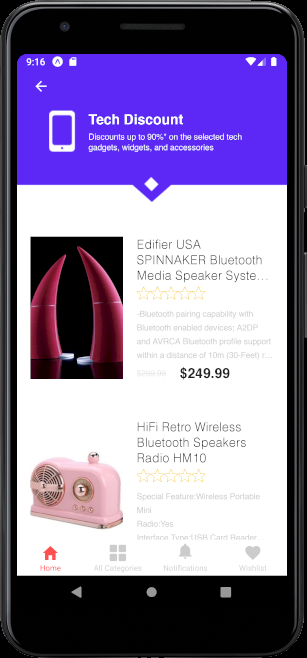 9:16
Tech Discount
Discounts up to 90%* on the selected tech
gadgets, widgets, and accessories
Edifier USA
SPINNAKER Bluetooth
Media Speaker Syste...
-Bluetooth pairing capability with
Bluetooth enabled devices: A2DP
and AVRCA Bluetooth profile support
within a distance of 10m (30-Feet) r...
$249.99
HiFi Retro Wireless
Bluetooth Speakers
Radio HM10
Special Feature:Wireless Portable
Mini
Radio:Yes
Interface Type:USB Card Reader...
Home All Categories Notifications Wishlist